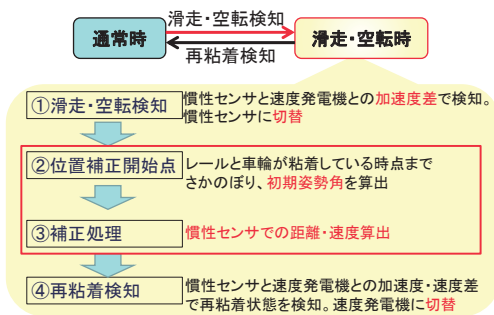 滑走・空転検知
通常時
滑走・空転時
再粘着検知
①滑走・空転検知
慣性センサと速度発電機との加速度差で検知。
慣性センサに切替
②位置補正開始点
レールと車輪が粘着している時点まで
さかのぼり、初期姿勢角を算出
③補正処理
慣性センサでの距離・速度算出
④再粘着検知
慣性センサと速度発電機との加速度・速度差
で再粘着状態を検知。速度発電機に切替